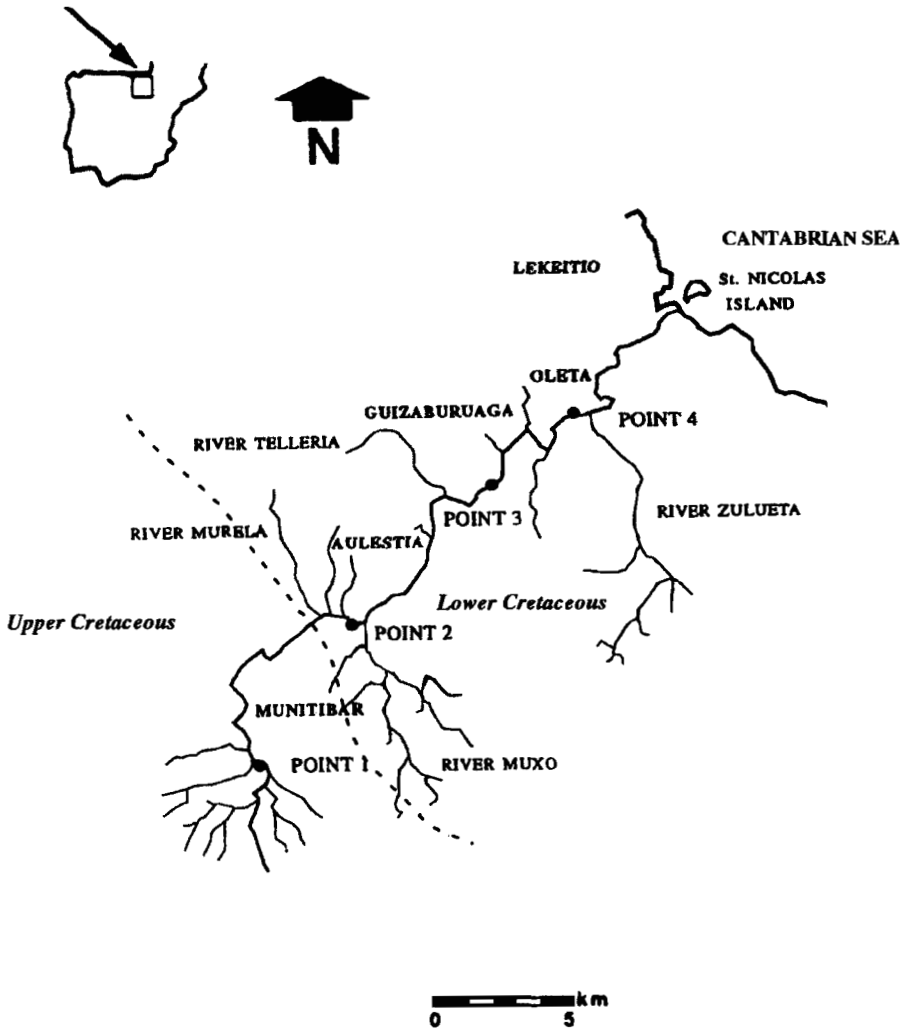 N
CANTABRIAN SEA
LEKEITIO
St. NICOLAS
ISLAND
OLETA
GUIZABURUAGA
POINT 4
RIVER TELLERIA
RIVER ZULUETA
POINT 3
RIVER MURELA
AULESTIA
Lower Cretaceous
Upper Cretaceous
POINT 2
MUNITIBAR
POINT 1
RIVER MUXO
km
0 5